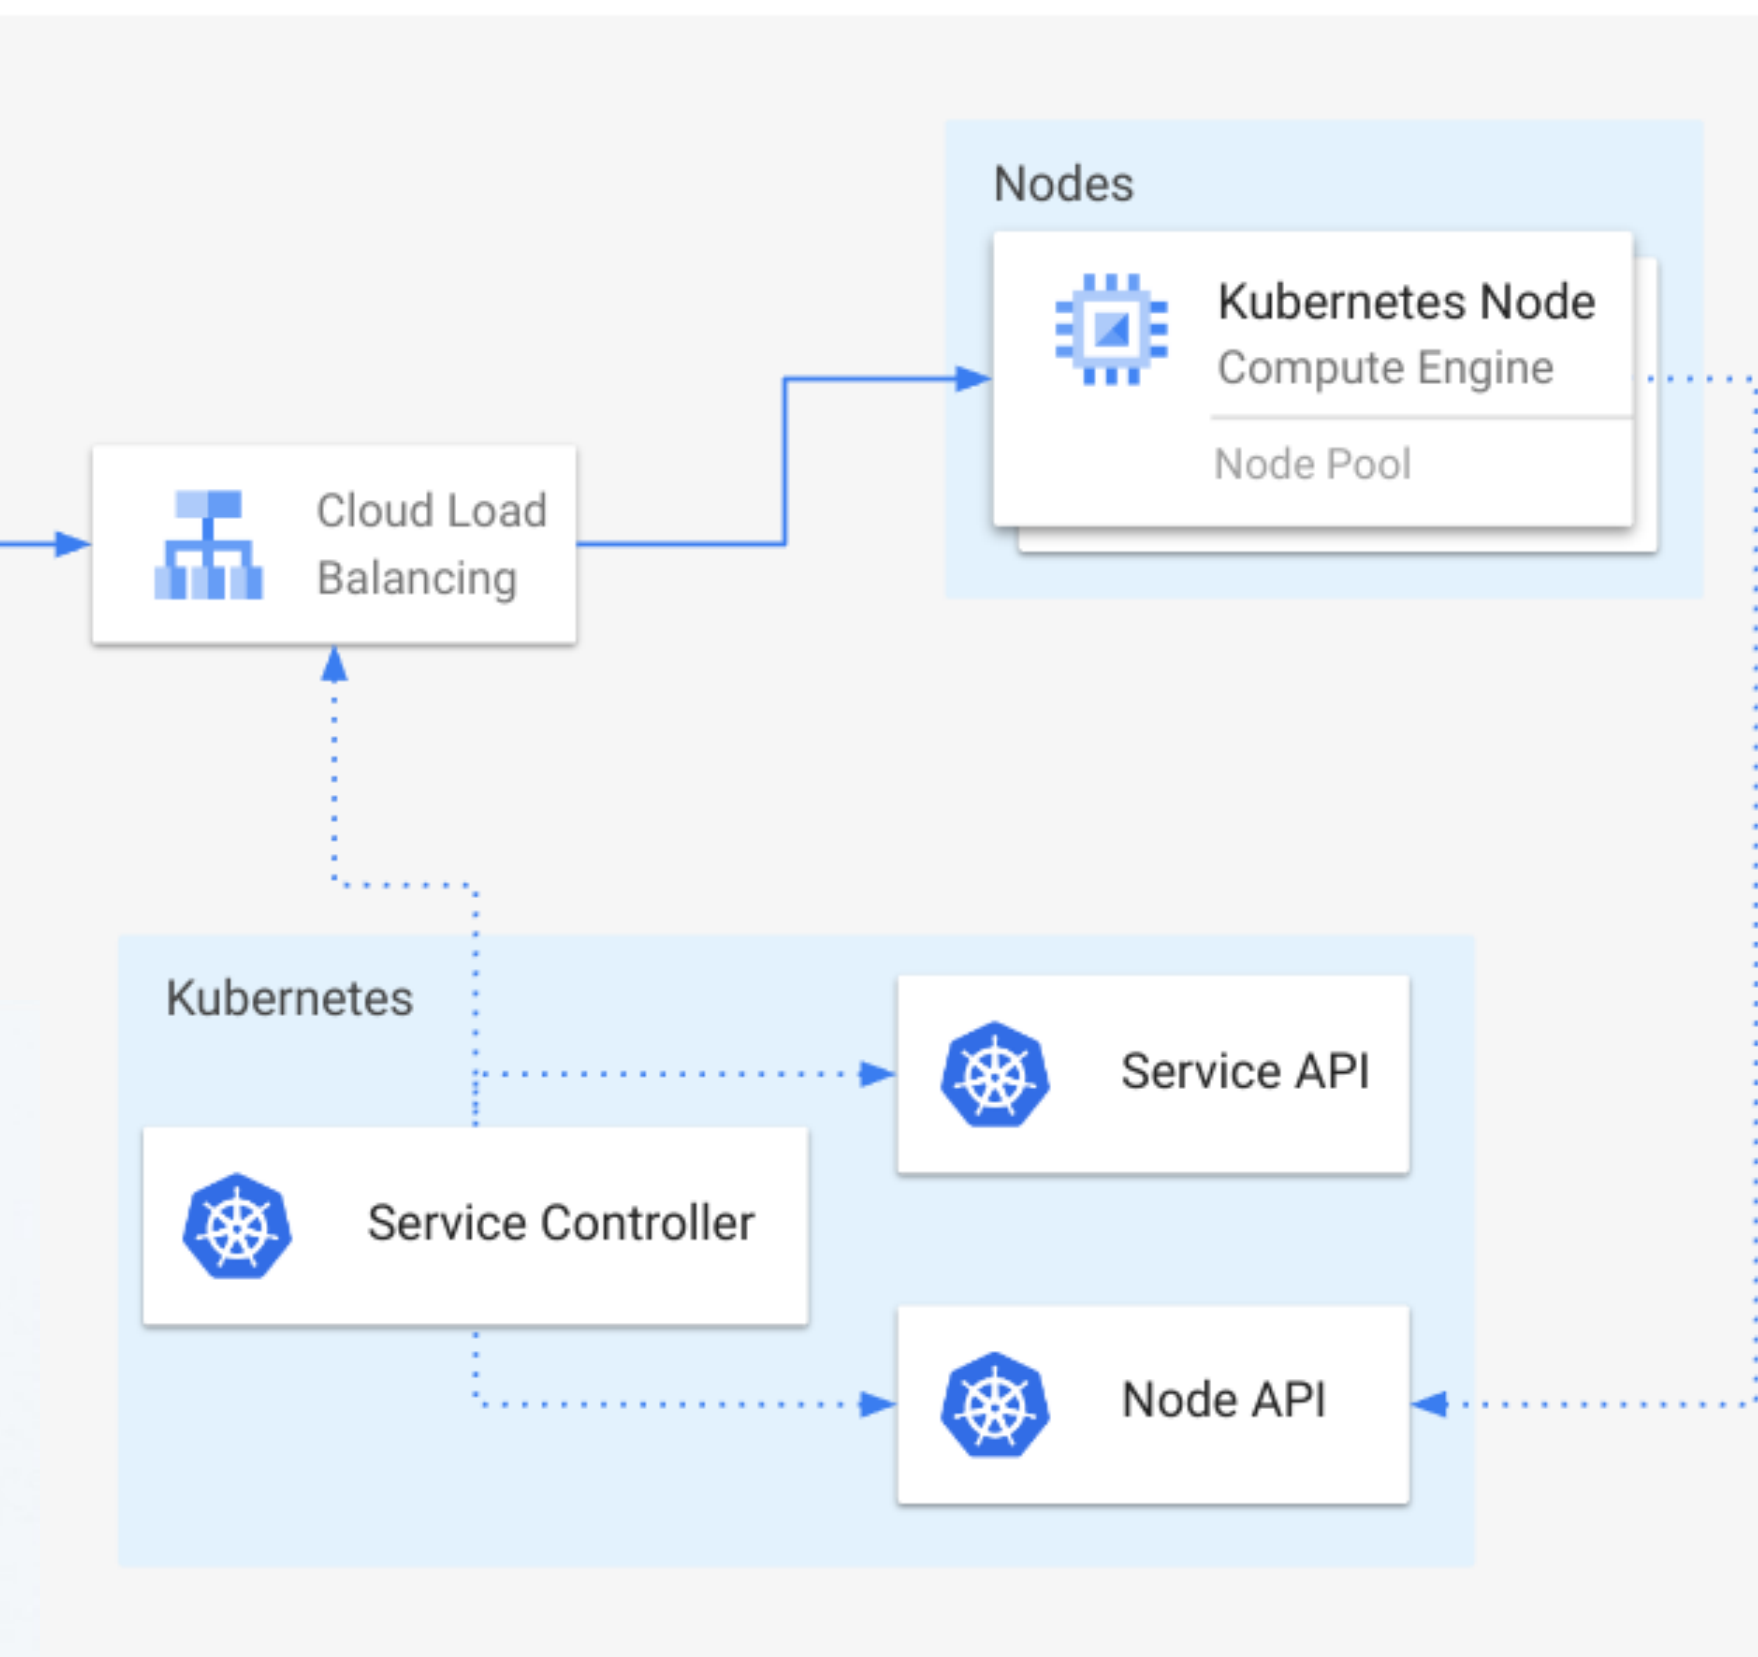 Nodes
Kubernetes Node
Compute Engine
Node Pool
Cloud Load
Balancing
Kubernetes
Service API
Service Controller
Node API